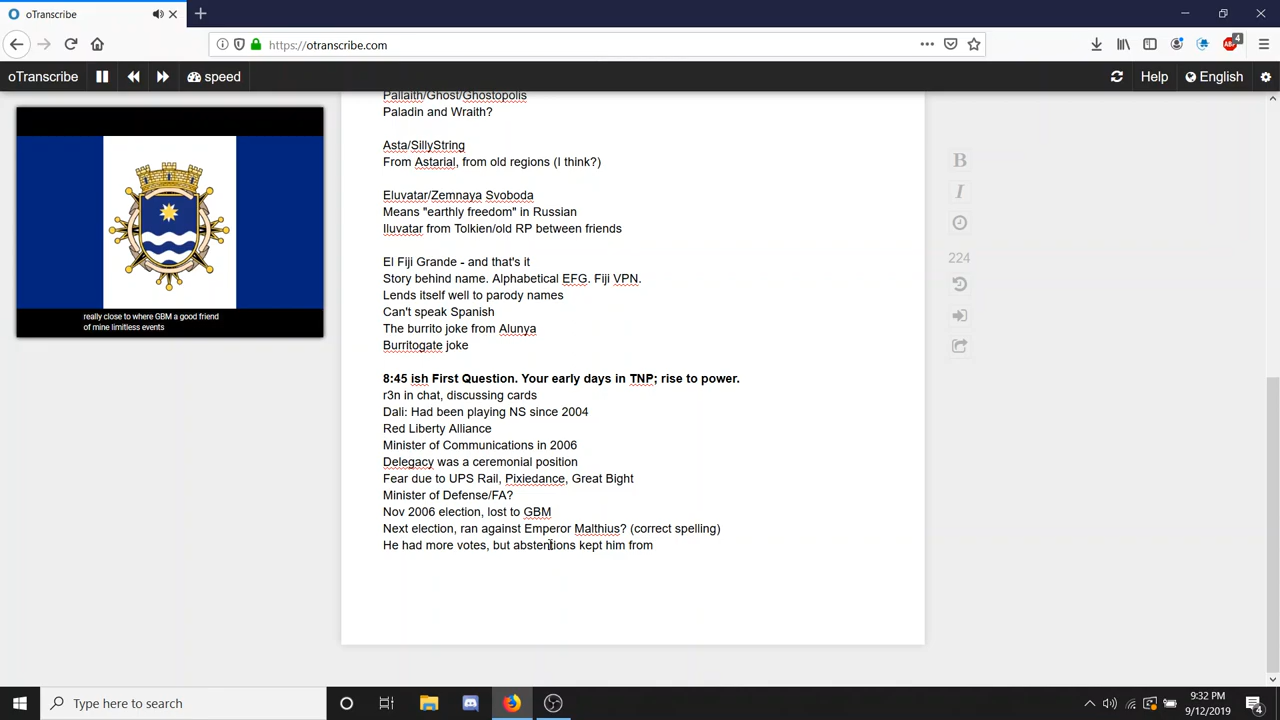 oTranscribe
https://otranscribe.com
4
oTranscribe
speed
Help
English
really close to where GBM a good friend
of mine limitless events
Pallaith/Ghost/Ghostopolis
Paladin and Wraith?
Asta/SillyString
From Astarial, from old regions (I think?)
Eluvatar/Zemnaya Svoboda
Means "earthly freedom" in Russian
Iluvatar from Tolkien/old RP between friends
El Fiji Grande - and that's it
Story behind name. Alphabetical EFG. Fiji VPN.
Lends itself well to parody names
Can't speak Spanish
The burrito joke from Alunya
Burritogate joke
8:45 ish First Question. Your early days in TNP; rise to power.
r3n in chat, discussing cards
Dali: Had been playing NS since 2004
Red Liberty Alliance
Minister of Communications in 2006
Delegacy was a ceremonial position
Fear due to UPS Rail, Pixiedance, Great Bight
Minister of Defense/FA?
Nov 2006 election, lost to GBM
Next election, ran against Emperor Malthius? (correct spelling)
He had more votes, but abstentions kept him from
B
I
224
Type here to search
9:32 PM
9/12/2019
4